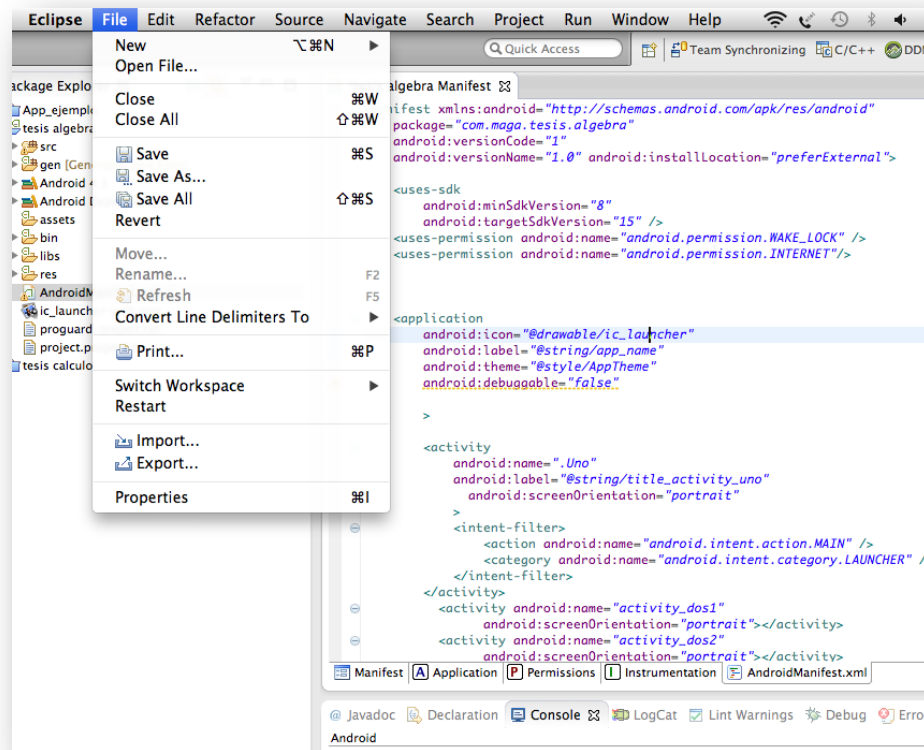 Eclipse File Edit Refactor Source Navigate Search Project Run Window Help
Quick Access Team Synchronizing C/C++
New ⌥⌘N
Open File...
Close ⌘W
Close All ⇧⌘W
Save ⌘S
Save As...
Save All ⇧⌘S
Revert
Move...
Rename... F2
Refresh F5
Convert Line Delimiters To
Print... ⌘P
Switch Workspace
Restart
Import...
Export...
Properties ⌘I
ackage Explo
App_ejempl
tesis algebra
src
gen [Gen
Android 4
Android D
assets
bin
libs
res
AndroidM
ic_launch
proguard
project.p
tesis calculo
algebra Manifest
nifest xmlns:android="http://schemas.android.com/apk/res/android"
package="com.maga.tesis.algebra"
android:versionCode="1"
android:versionName="1.0" android:installLocation="preferExternal">
<uses-sdk
android:minSdkVersion="8"
android:targetSdkVersion="15" />
<uses-permission android:name="android.permission.WAKE_LOCK" />
<uses-permission android:name="android.permission.INTERNET"/>
<application
android:icon="@drawable/ic_launcher"
android:label="@string/app_name"
android:theme="@style/AppTheme"
android:debuggable="false"
>
<activity
android:name=".Uno"
android:label="@string/title_activity_uno"
android:screenOrientation="portrait"
>
<intent-filter>
<action android:name="android.intent.action.MAIN" />
<category android:name="android.intent.category.LAUNCHER" /
</intent-filter>
</activity>
<activity android:name="activity_dos1"
android:screenOrientation="portrait"></activity>
<activity android:name="activity_dos2"
android:screenOrientation="portrait"></activity>
Manifest Application Permissions Instrumentation AndroidManifest.xml
@ Javadoc Declaration Console LogCat Lint Warnings Debug Erro
Android